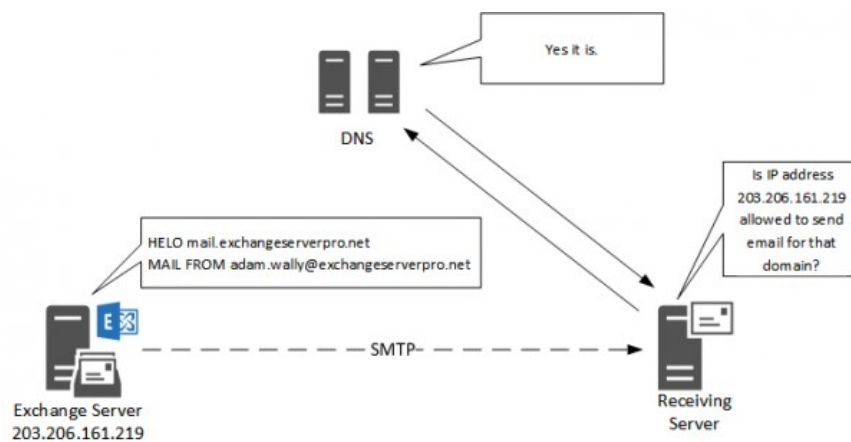 Yes it is.
DNS
Is IP address
203.206.161.219
allowed to send
email for that
domain?
HELO mail.exchangeserverpro.net
MAIL FROM adam.wally@exchangeserverpro.net
E
SMTP
Exchange Server
203.206.161.219
Receiving
Server